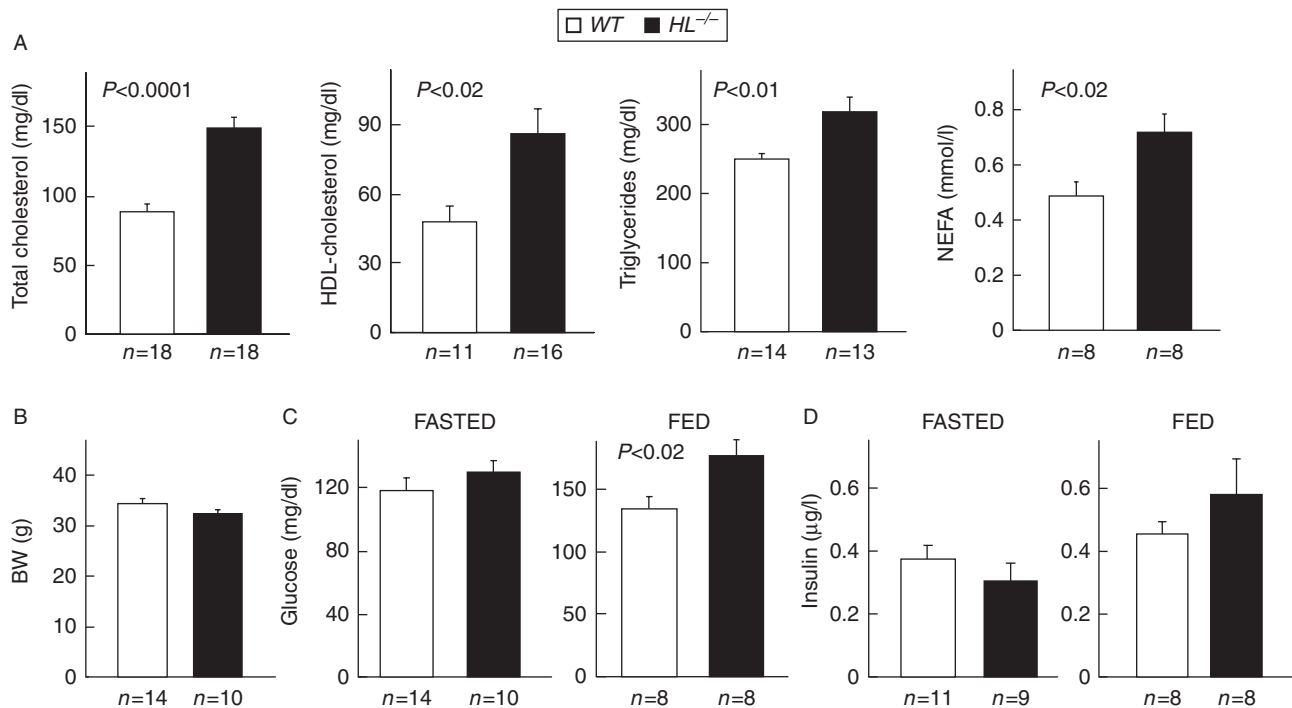 WT HL–/–
A
Total cholesterol (mg/dl)
150
100
50
0
P<0.0001
n=18 n=18
HDL-cholesterol (mg/dl)
90
60
30
0
P<0.02
n=11 n=16
Triglycerides (mg/dl)
300
200
100
0
P<0.01
n=14 n=13
NEFA (mmol/l)
0.8
0.6
0.4
0.2
0
P<0.02
n=8 n=8
B
BW (g)
40
30
20
10
0
n=14 n=10
C
FASTED
Glucose (mg/dl)
120
80
40
0
n=14 n=10
FED
P<0.02
150
100
50
0
n=8 n=8
D
FASTED
Insulin (µg/l)
0.6
0.4
0.2
0
n=11 n=9
FED
0.6
0.4
0.2
0
n=8 n=8